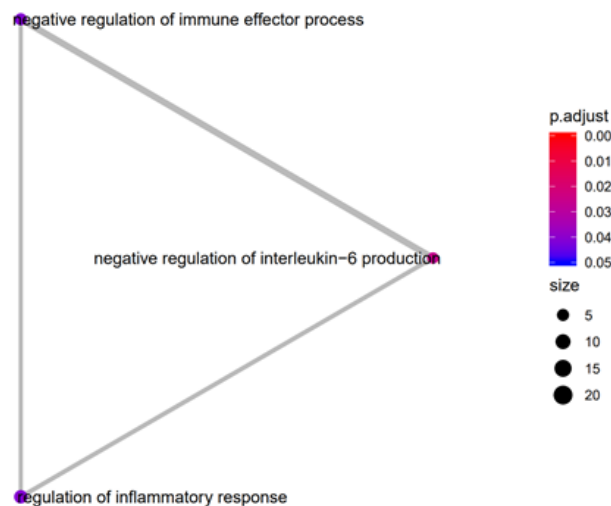 negative regulation of immune effector process
p.adjust
0.00
0.01
0.02
0.03
0.04
0.05
negative regulation of interleukin−6 production
size
5
10
15
20
regulation of inflammatory response